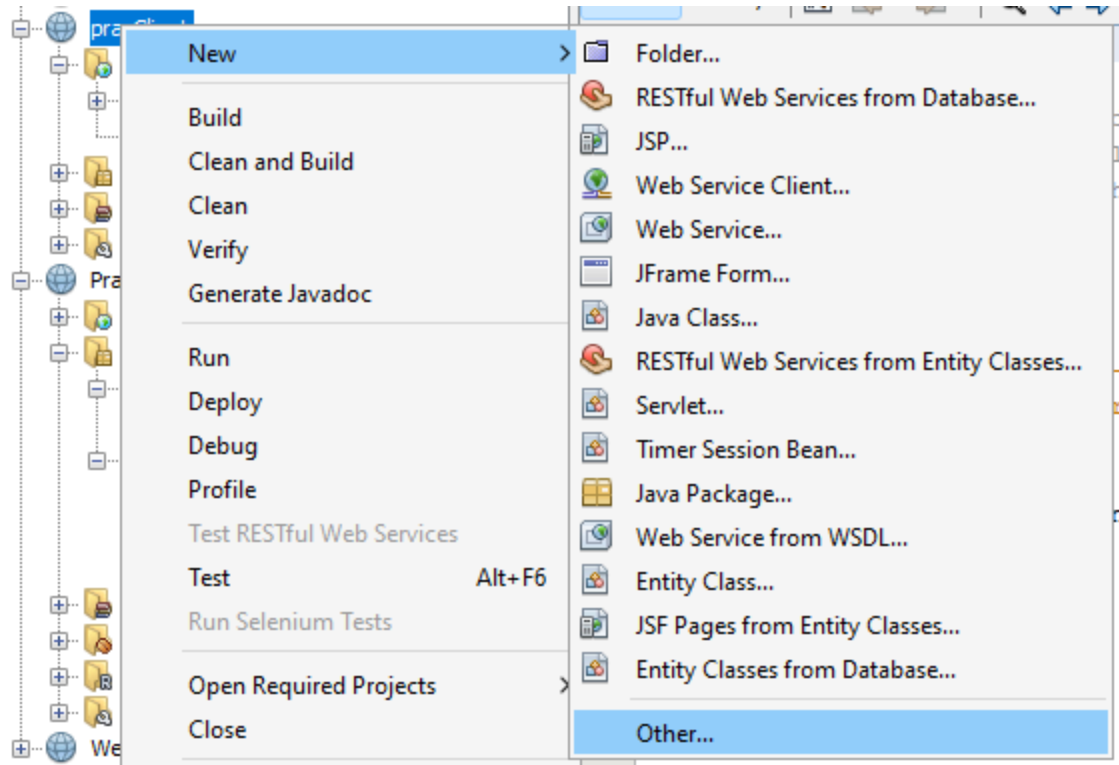 pra Client
New
Build
Clean and Build
Clean
Verify
Generate Javadoc
Pra
Run
Deploy
Debug
Profile
Test RESTful Web Services
Test Alt+F6
Run Selenium Tests
Open Required Projects
Close
We
Folder...
RESTful Web Services from Database...
JSP...
Web Service Client...
Web Service...
JFrame Form...
Java Class...
RESTful Web Services from Entity Classes...
Servlet...
Timer Session Bean...
Java Package...
Web Service from WSDL...
Entity Class...
JSF Pages from Entity Classes...
Entity Classes from Database...
Other...